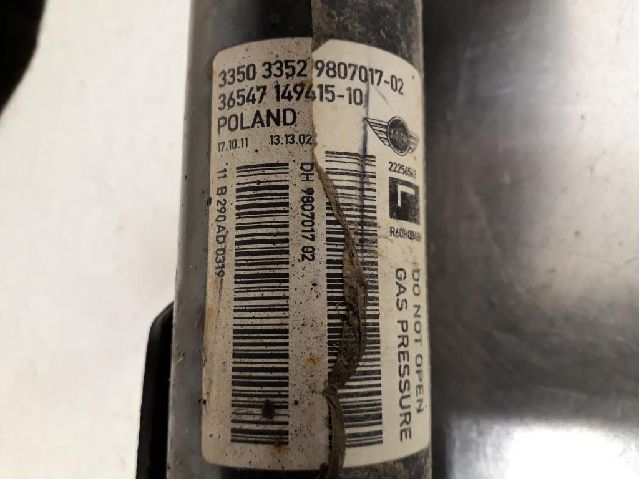 3350 3352 9807017-02
36547 149415-10
POLAND
17.10.11 13.13.02
11 B290 AD 0319
DH 9807017 02
DO NOT OPEN
GAS PRESSURE